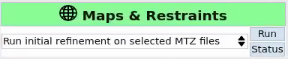 Maps & Restraints
Run initial refinement on selected MTZ files
Run
Status